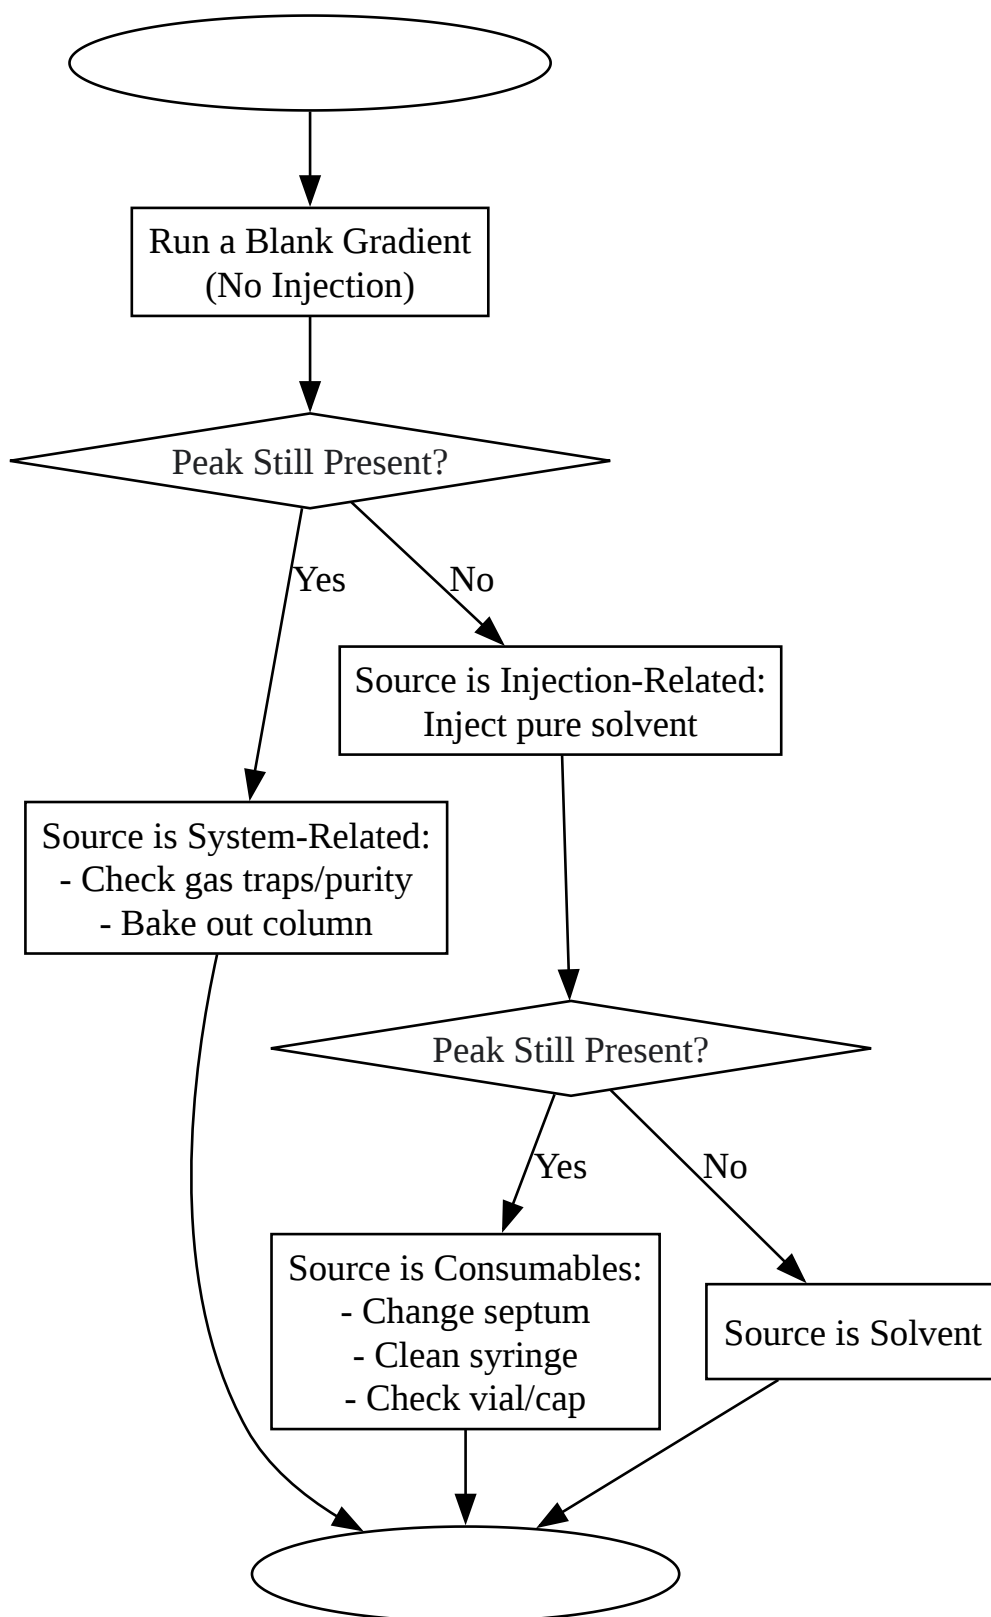 Run a Blank Gradient
(No Injection)
Peak Still Present?
Yes
No
Source is Injection-Related:
Inject pure solvent
Source is System-Related:
- Check gas traps/purity
- Bake out column
Peak Still Present?
Yes
No
Source is Consumables:
- Change septum
- Clean syringe
- Check vial/cap
Source is Solvent